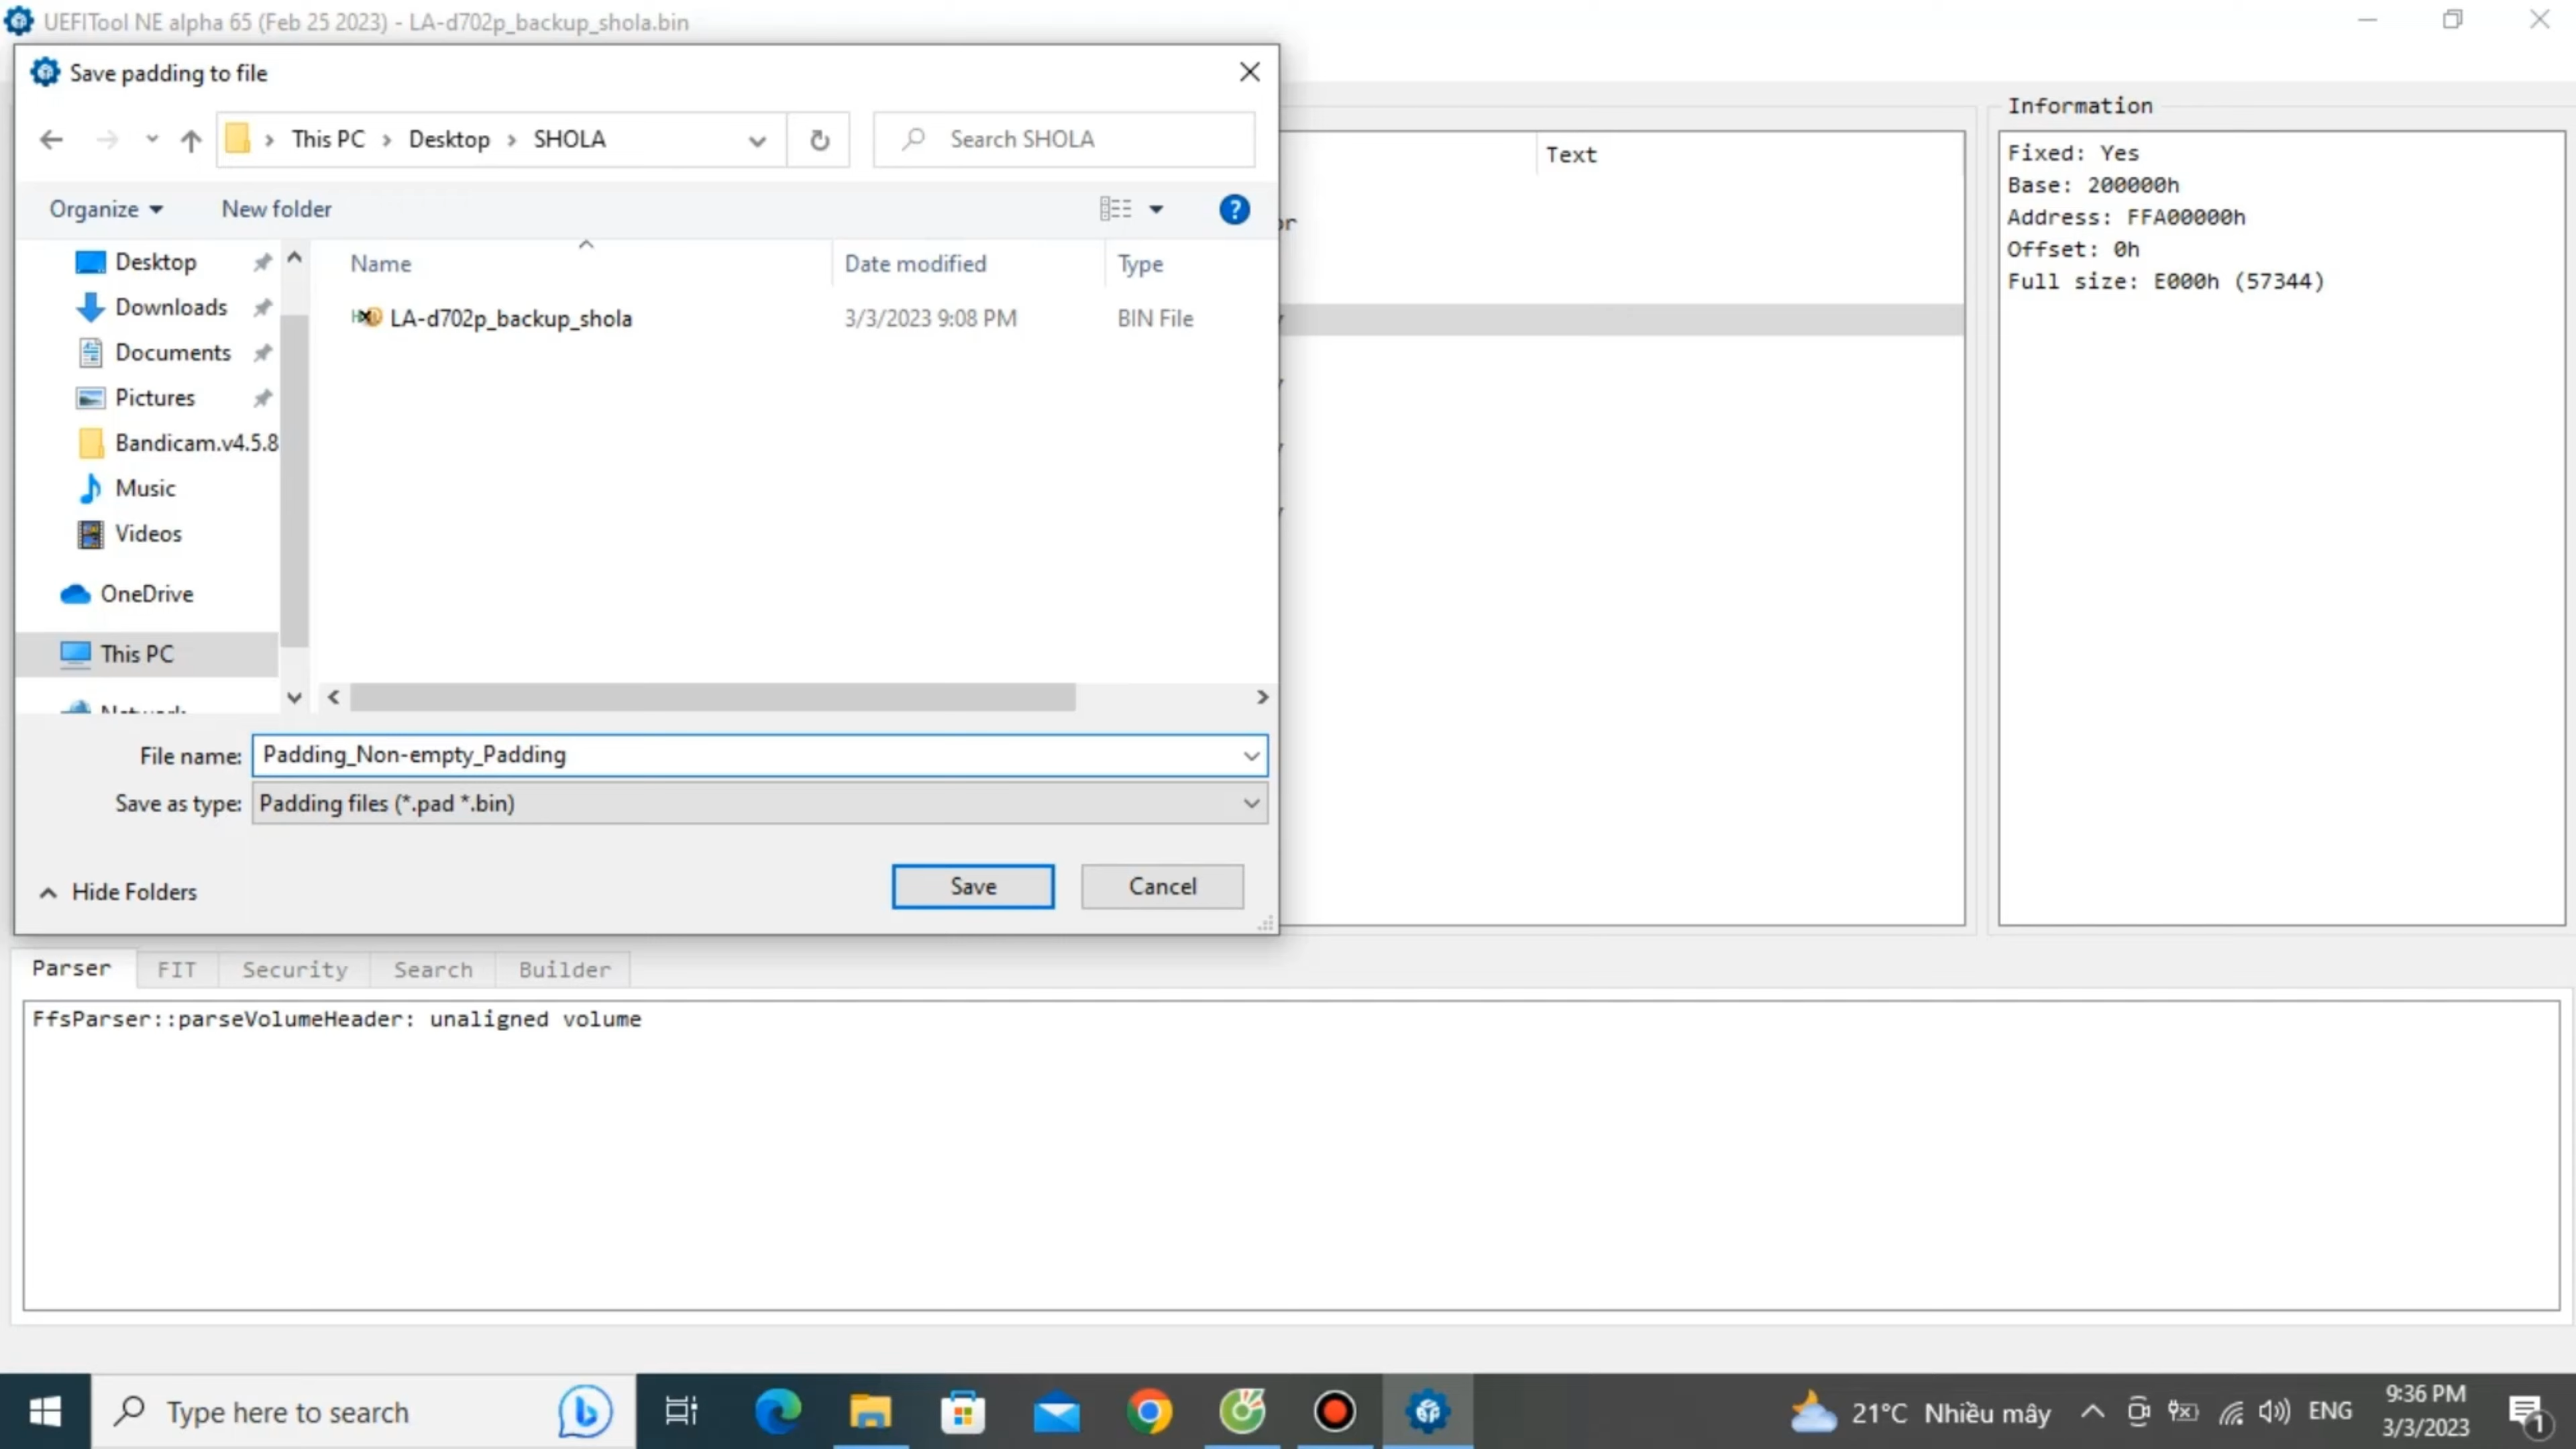 UEFITool NE alpha 65 (Feb 25 2023) - LA-d702p_backup_shola.bin
Save padding to file
This PC > Desktop > SHOLA
Search SHOLA
Organize
New folder
Desktop
Downloads
Documents
Pictures
Bandicam.v4.5.8
Music
Videos
OneDrive
This PC
Network
Name
Date modified
Type
LA-d702p_backup_shola
3/3/2023 9:08 PM
BIN File
File name: Padding_Non-empty_Padding
Save as type: Padding files (*.pad *.bin)
Hide Folders
Save
Cancel
Text
Information
Fixed: Yes
Base: 200000h
Address: FFA00000h
Offset: 0h
Full size: E000h (57344)
Parser
FIT
Security
Search
Builder
FfsParser::parseVolumeHeader: unaligned volume
Type here to search
21°C Nhiều mây
ENG
9:36 PM
3/3/2023
1